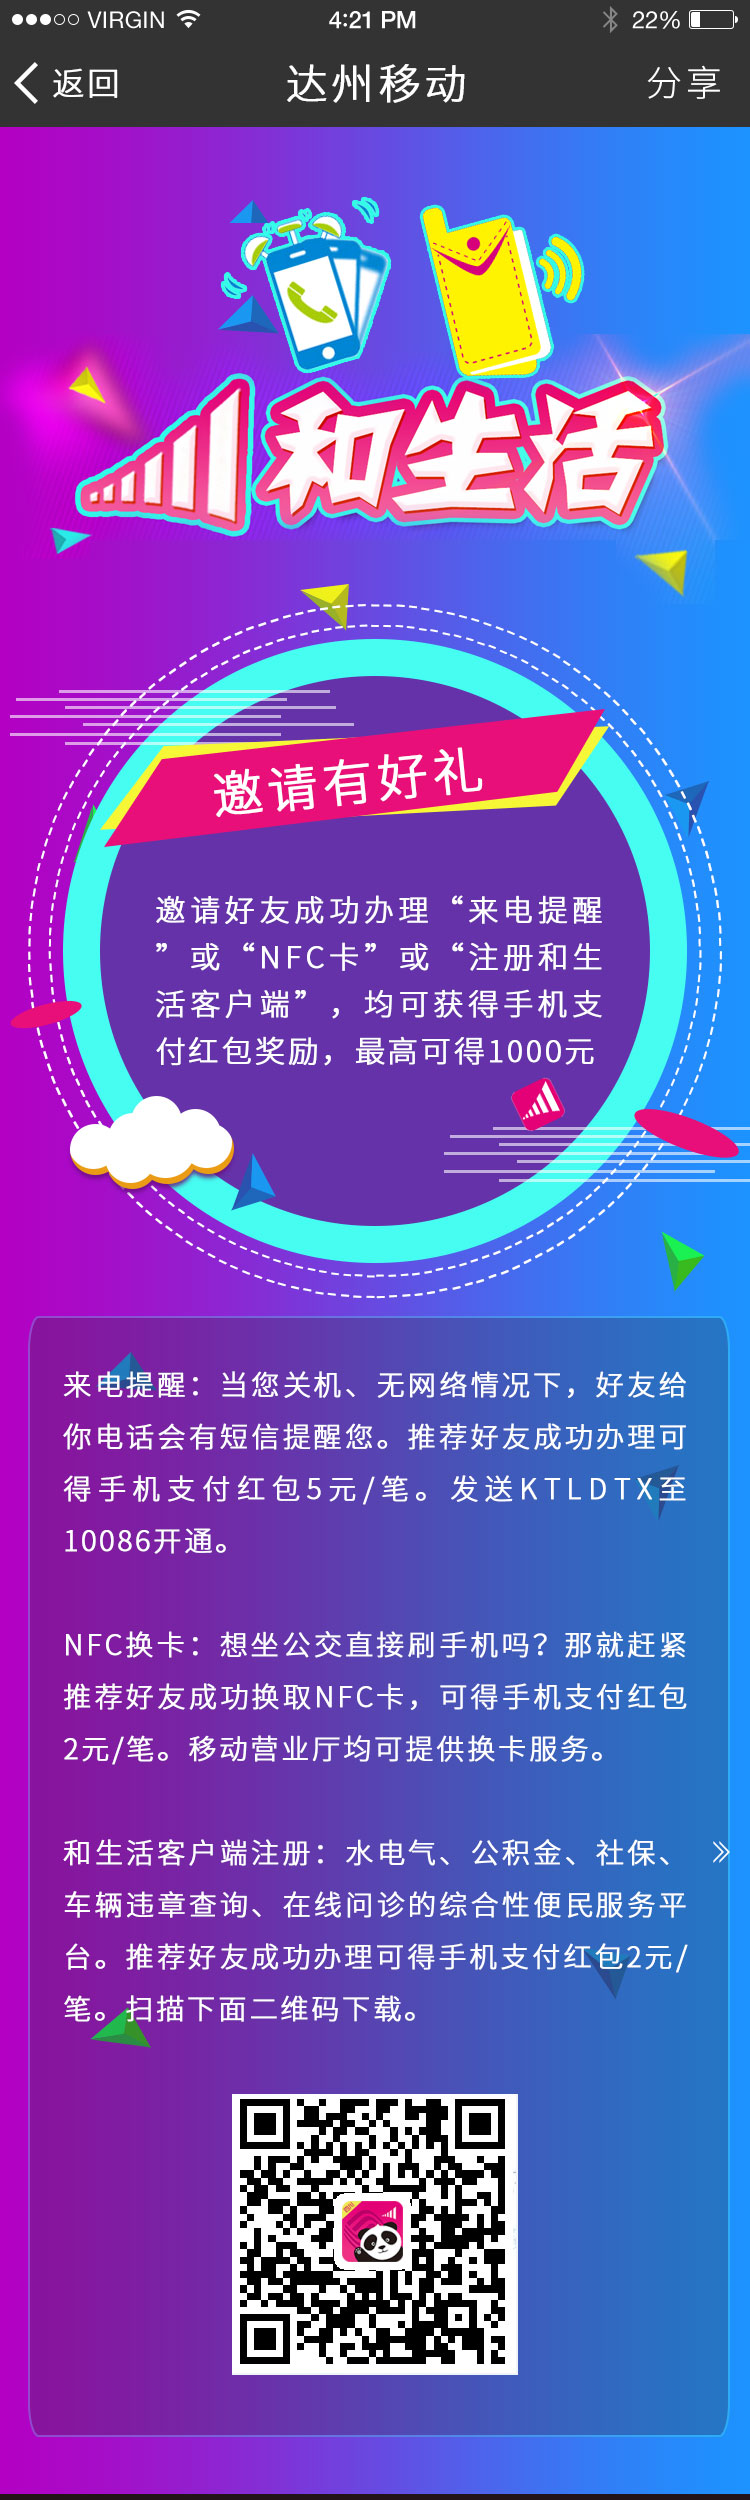 VIRGIN 4:21 PM 22%
返回 达州移动 分享
和生活
邀请有好礼
邀请好友成功办理“来电提醒
”或“NFC卡”或“注册和生
活客户端”，均可获得手机支
付红包奖励，最高可得1000元
来电提醒：当您关机、无网络情况下，好友给
你电话会有短信提醒您。推荐好友成功办理可
得手机支付红包5元/笔。发送KTLDTX至
10086开通。
NFC换卡：想坐公交直接刷手机吗？那就赶紧
推荐好友成功换取NFC卡，可得手机支付红包
2元/笔。移动营业厅均可提供换卡服务。
和生活客户端注册：水电气、公积金、社保、
车辆违章查询、在线问诊的综合性便民服务平
台。推荐好友成功办理可得手机支付红包2元/
笔。扫描下面二维码下载。